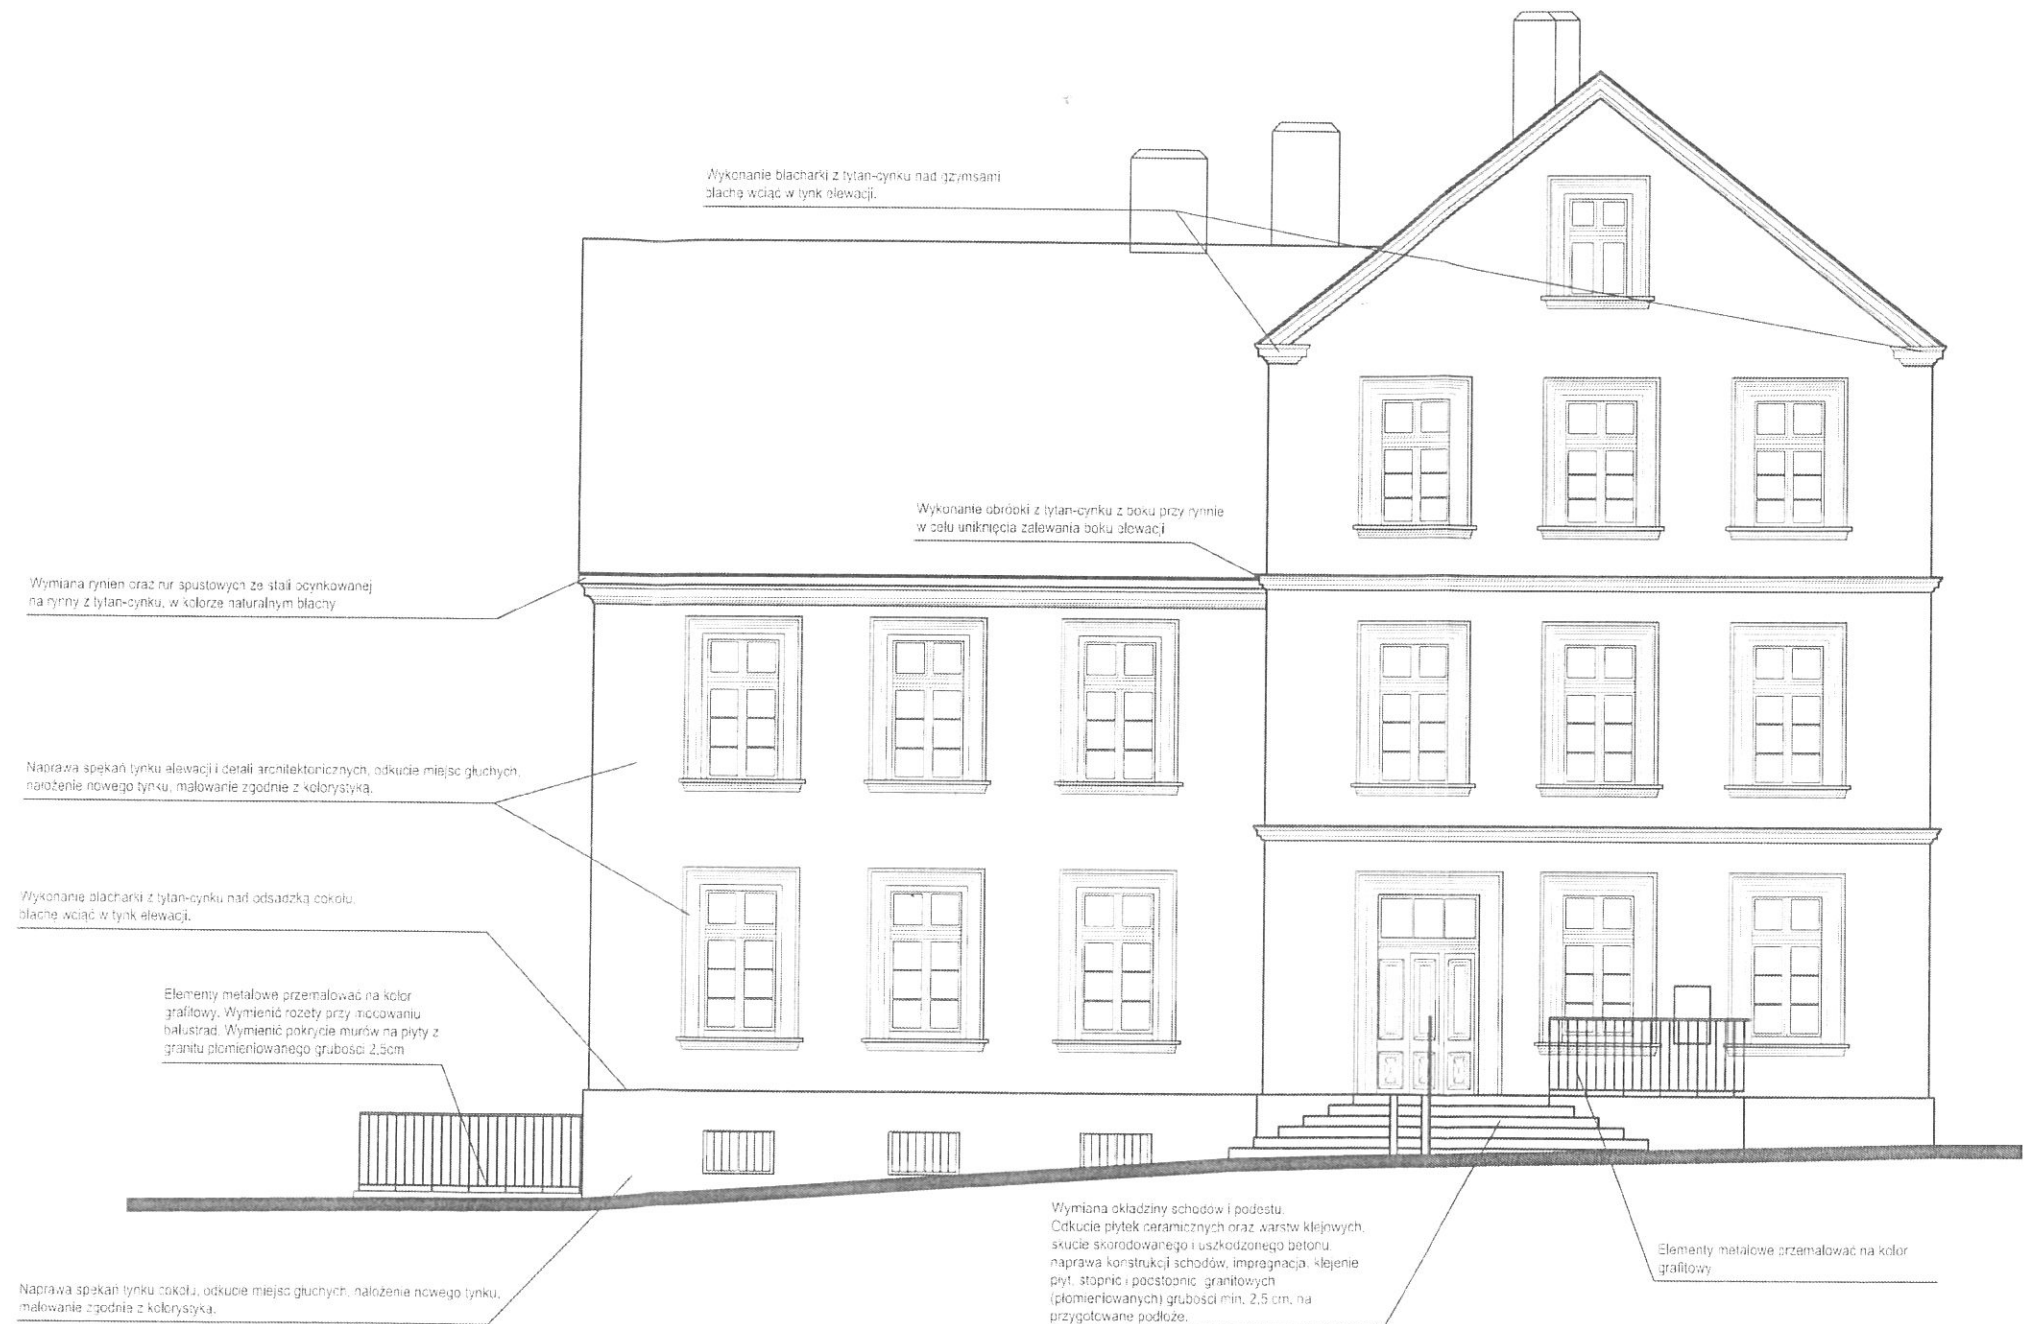 Wykonanie blacharki z tytan-cynku nad gzymsami
blachę wciąć w tynk elewacji.
Wykonanie obróbki z tytan-cynku z boku przy rynnie
w celu uniknięcia zalewania boku elewacji
Wymiana rynien oraz rur spustowych ze stali ocynkowanej
na rynny z tytan-cynku, w kolorze naturalnym blachy
Naprawa spękań tynku elewacji i detali architektonicznych, odkucie miejsc głuchych,
nałożenie nowego tynku, malowanie zgodnie z kolorystyką.
Wykonanie blacharki z tytan-cynku nad odsadzką cokołu,
blachę wciąć w tynk elewacji.
Elementy metalowe przemalować na kolor
grafitowy. Wymienić rozety przy mocowaniu
balustrad. Wymienić pokrycie murów na płyty z
granitu płomieniowanego grubości 2,5cm
Naprawa spękań tynku cokołu, odkucie miejsc głuchych, nałożenie nowego tynku,
malowanie zgodnie z kolorystyką.
Wymiana okładziny schodów i podestu.
Odkucie płytek ceramicznych oraz warstw klejowych,
skucie skorodowanego i uszkodzonego betonu,
naprawa konstrukcji schodów, impregnacja, klejenie
płyt, stopnic i podstopnic granitowych
(płomieniowanych) grubości min. 2,5 cm, na
przygotowane podłoże.
Elementy metalowe przemalować na kolor
grafitowy